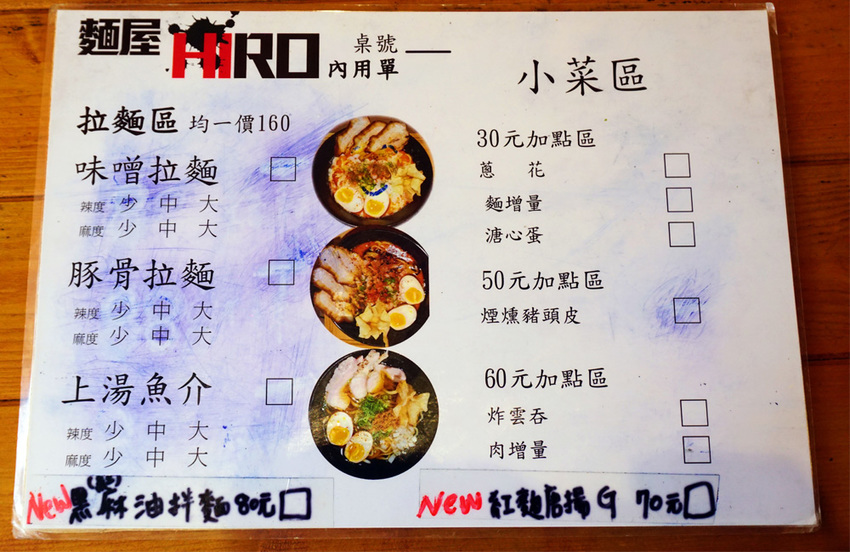 麵屋 HIRO 桌號
內用單
拉麵區 均一價160
味噌拉麵
辣度 少 中 大
麻度 少 中 大
豚骨拉麵
辣度 少 中 大
麻度 少 中 大
上湯魚介
辣度 少 中 大
麻度 少 中 大
New 黑麻油拌麵 80元
小菜區
30元加點區
蔥 花
麵增量
溏心蛋
50元加點區
煙燻豬頭皮
60元加點區
炸雲吞
肉增量
New 紅麴唐揚G 70元